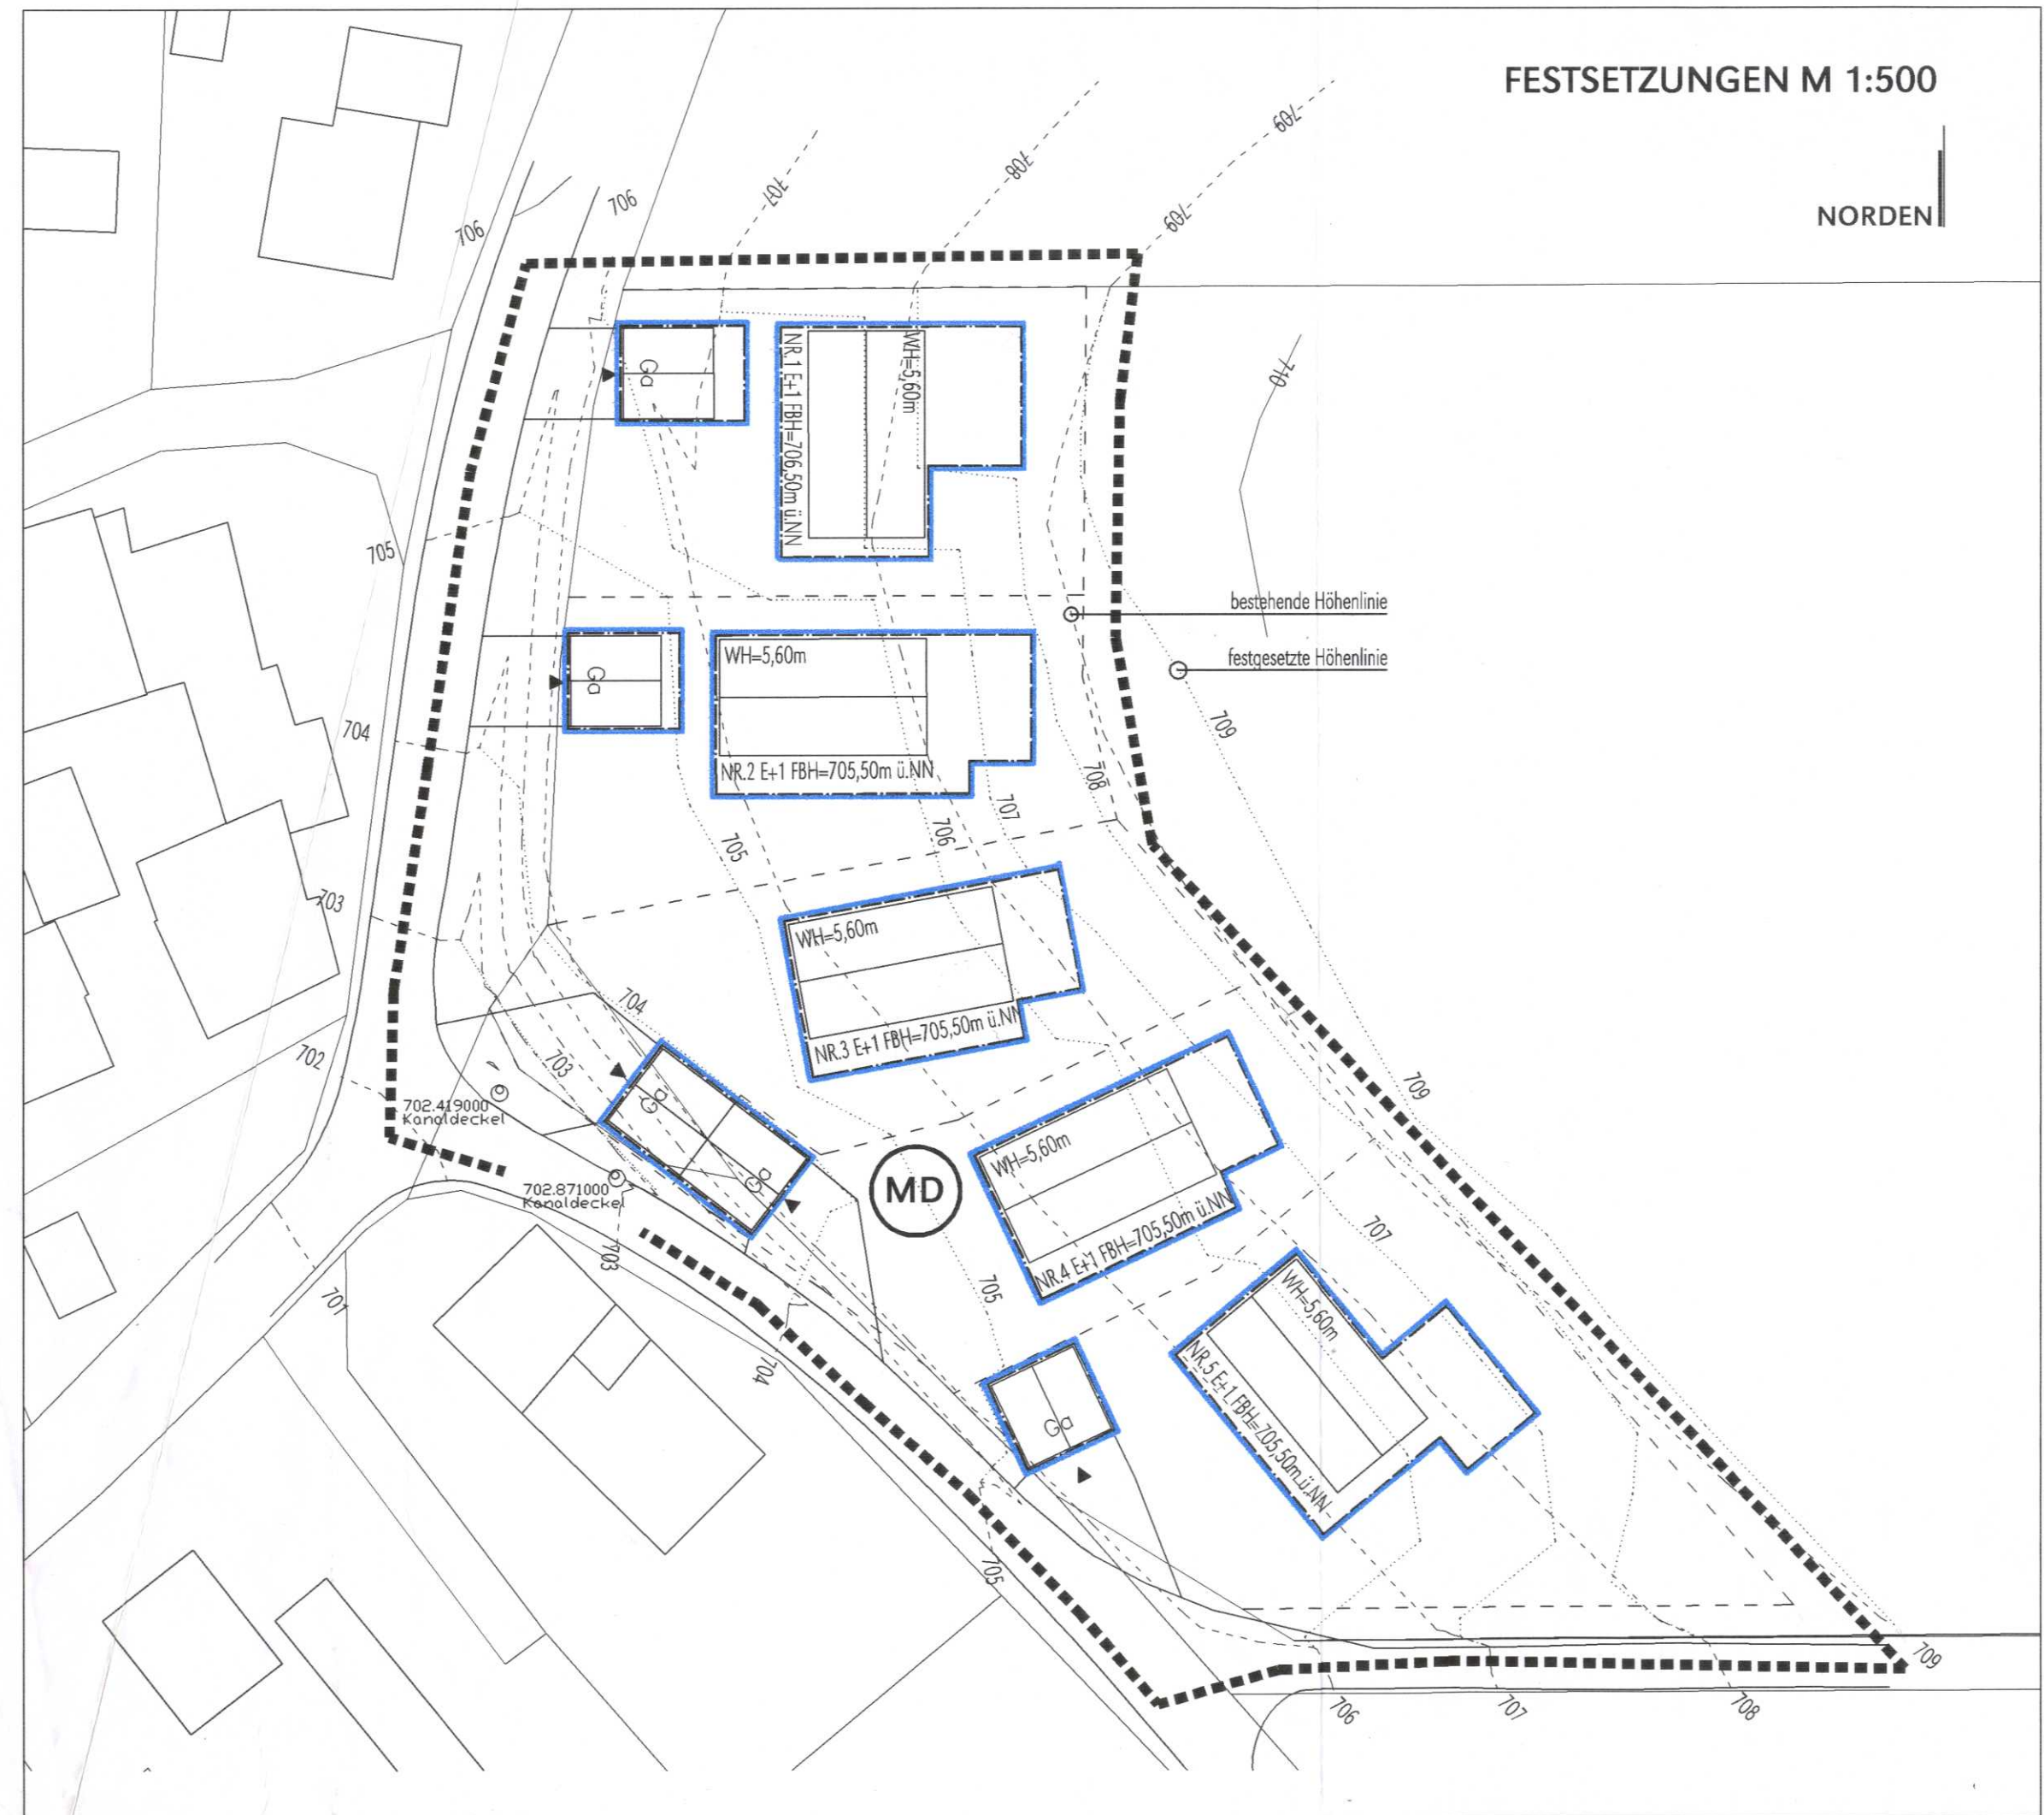 FESTSETZUNGEN M 1:500
NORDEN
709
708
707
709
706
706
710
Ga
NR.1 E+1 FBH=706,50m ü.NN
WH=5,60m
705
bestehende Höhenlinie
festgesetzte Höhenlinie
Ga
WH=5,60m
NR.2 E+1 FBH=705,50m ü.NN
704
709
708
707
706
705
703
WH=5,60m
NR.3 E+1 FBH=705,50m ü.NN
704
703
702
702.419000
Kanaldeckel
Ga
Ga
702.871000
Kanaldeckel
MD
WH=5,60m
NR.4 E+1 FBH=705,50m ü.NN
709
707
703
701
705
704
WH=5,60m
NR.5 E+1 FBH=705,50m ü.NN
Ga
705
709
706
707
708